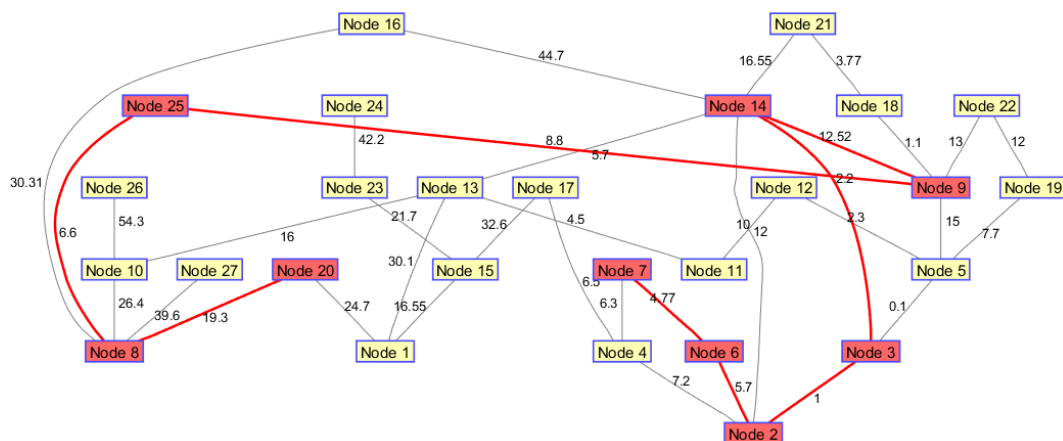 Node 16
Node 21
44.7
16.55
3.77
Node 25
Node 24
Node 14
Node 18
Node 22
42.2
8.8
5.7
12.52
1.1
13
12
30.31
2.2
Node 26
Node 23
Node 13
Node 17
Node 12
Node 9
Node 19
6.6
54.3
21.7
32.6
4.5
10
12
2.3
15
7.7
16
Node 10
Node 27
Node 20
30.1
Node 15
Node 7
Node 11
Node 5
26.4
39.6
19.3
24.7
16.55
6.5
6.3
4.77
0.1
Node 8
Node 1
Node 4
Node 6
Node 3
7.2
5.7
1
Node 2